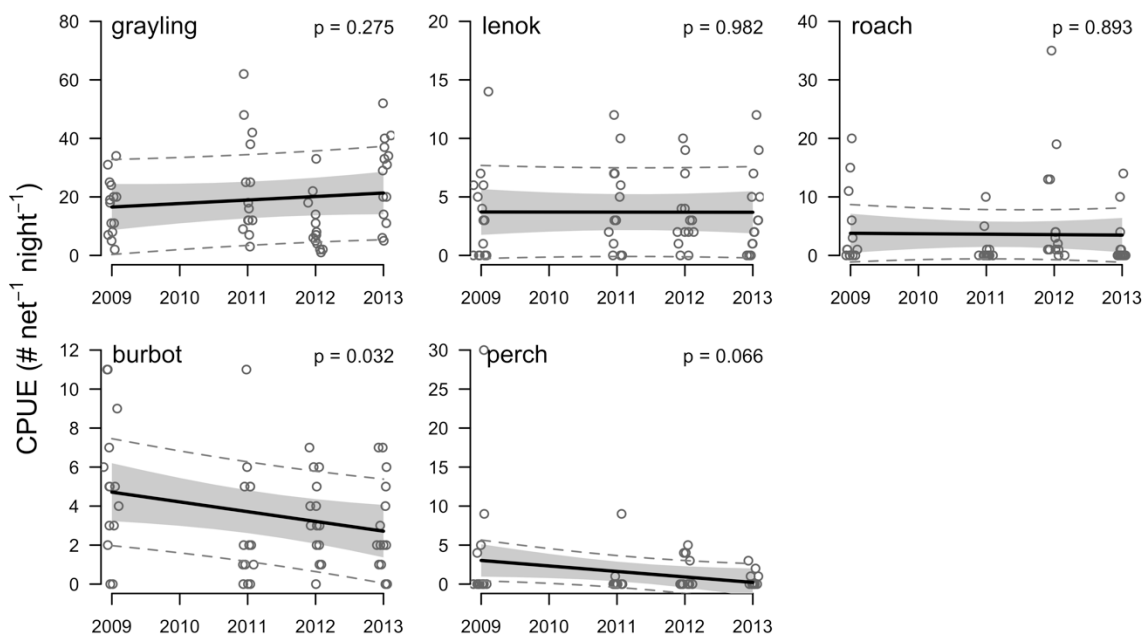 grayling
p = 0.275
80
60
40
20
0
2009 2010 2011 2012 2013
lenok
p = 0.982
20
15
10
5
0
2009 2010 2011 2012 2013
roach
p = 0.893
40
30
20
10
0
2009 2010 2011 2012 2013
CPUE (# net⁻¹ night⁻¹)
burbot
p = 0.032
12
10
8
6
4
2
0
2009 2010 2011 2012 2013
perch
p = 0.066
30
25
20
15
10
5
0
2009 2010 2011 2012 2013